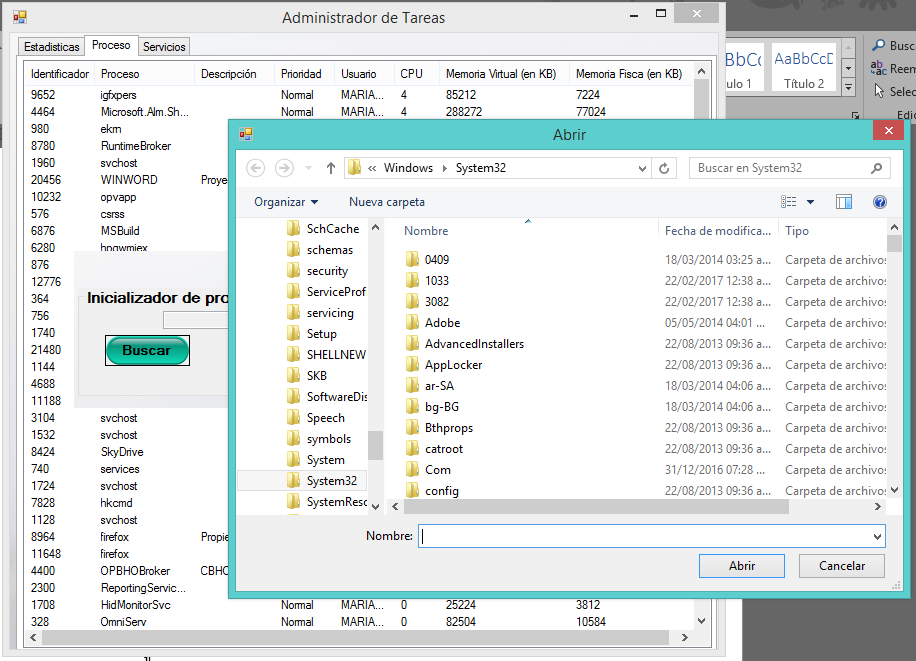 Administrador de Tareas
Estadisticas Proceso Servicios
Identificador Proceso Descripción Prioridad Usuario CPU Memoria Virtual (en KB) Memoria Fisca (en KB)
9652 igfxpers Normal MARIA... 4 85212 7224
4464 Microsoft.Alm.Sh... Normal MARIA... 4 288272 77024
980 ekrn
8780 RuntimeBroker
1960 svchost
20456 WINWORD Proye
10232 opvapp
576 csrss
6876 MSBuild
6280 hpqwmiex
876
12776
364
756
1740
21480
1144
4688
11188
3104 svchost
1532 svchost
8424 SkyDrive
740 services
1724 svchost
7828 hkcmd
1128 svchost
8964 firefox Propie
11648 firefox
4400 OPBHOBroker CBHO
2300 ReportingServic...
1708 HidMonitorSvc Normal MARIA... 0 25224 3812
328 OmniServ Normal MARIA... 0 82504 10584
Inicializador de pro
Buscar
Abrir
« Windows System32
Buscar en System32
Organizar Nueva carpeta
SchCache
schemas
security
ServiceProf
servicing
Setup
SHELLNEW
SKB
SoftwareDis
Speech
symbols
System
System32
SystemReso
Nombre Fecha de modifica... Tipo
0409 18/03/2014 03:25 a... Carpeta de archivos
1033 22/02/2017 12:38 a... Carpeta de archivos
3082 22/02/2017 12:38 a... Carpeta de archivos
Adobe 05/05/2014 04:01 ... Carpeta de archivos
AdvancedInstallers 22/08/2013 09:36 a... Carpeta de archivos
AppLocker 22/08/2013 09:36 a... Carpeta de archivos
ar-SA 18/03/2014 04:06 a... Carpeta de archivos
bg-BG 18/03/2014 04:06 a... Carpeta de archivos
Bthprops 22/08/2013 09:36 a... Carpeta de archivos
catroot 22/08/2013 09:36 a... Carpeta de archivos
Com 31/12/2016 07:28 ... Carpeta de archivos
config 22/08/2013 09:36 a... Carpeta de archivos
Nombre:
Abrir Cancelar
BbCc AaBbCcD
ulo 1 Título 2
Busc
Reem
Selec
Edic